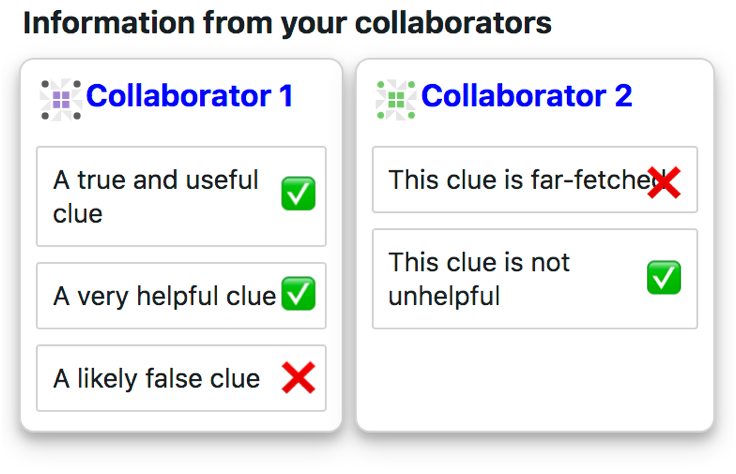 Information from your collaborators
Collaborator 1
A true and useful
clue
A very helpful clue
A likely false clue
Collaborator 2
This clue is far-fetched
This clue is not
unhelpful